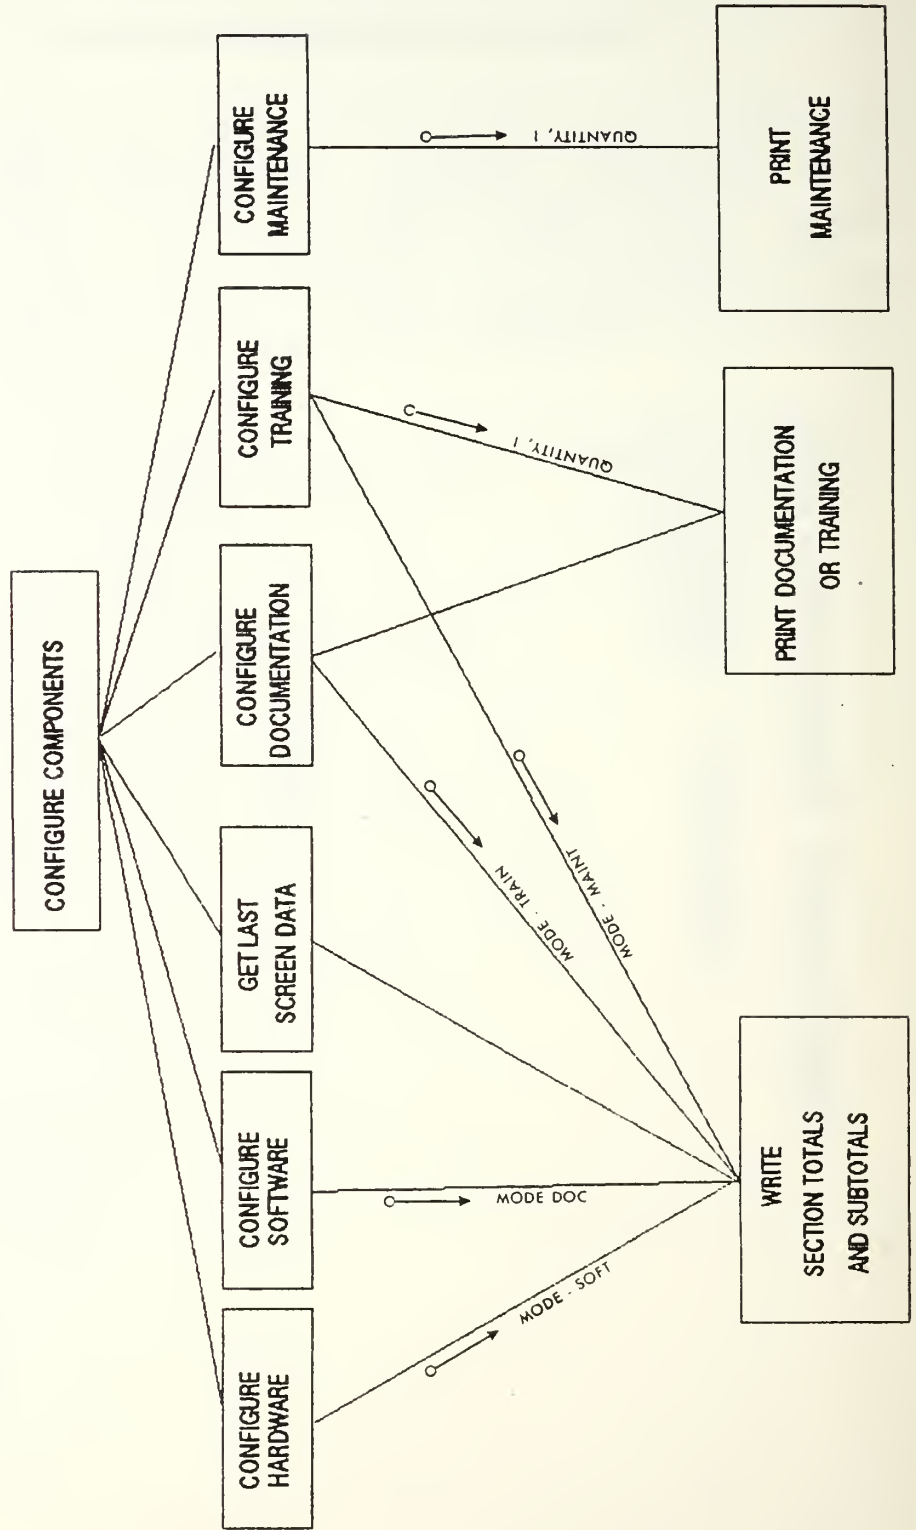 CONFIGURE COMPONENTS
CONFIGURE
HARDWARE
CONFIGURE
SOFTWARE
GET LAST
SCREEN DATA
CONFIGURE
DOCUMENTATION
CONFIGURE
TRAINING
CONFIGURE
MAINTENANCE
MODE - SOFT
MODE DOC
MODE - TRAIN
MODE - MAINT
QUANTITY, I
QUANTITY, I
WRITE
SECTION TOTALS
AND SUBTOTALS
PRINT DOCUMENTATION
OR TRAINING
PRINT
MAINTENANCE